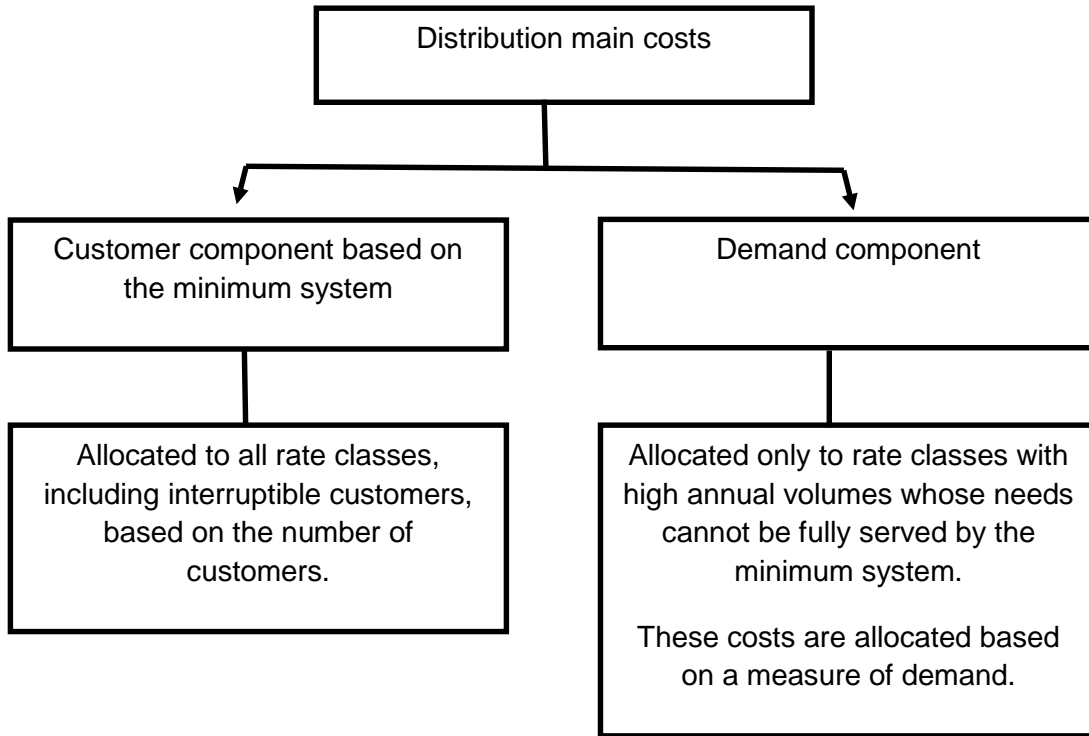 Distribution main costs
Customer component based on
the minimum system
Demand component
Allocated to all rate classes,
including interruptible customers,
based on the number of
customers.
Allocated only to rate classes with
high annual volumes whose needs
cannot be fully served by the
minimum system.
These costs are allocated based
on a measure of demand.